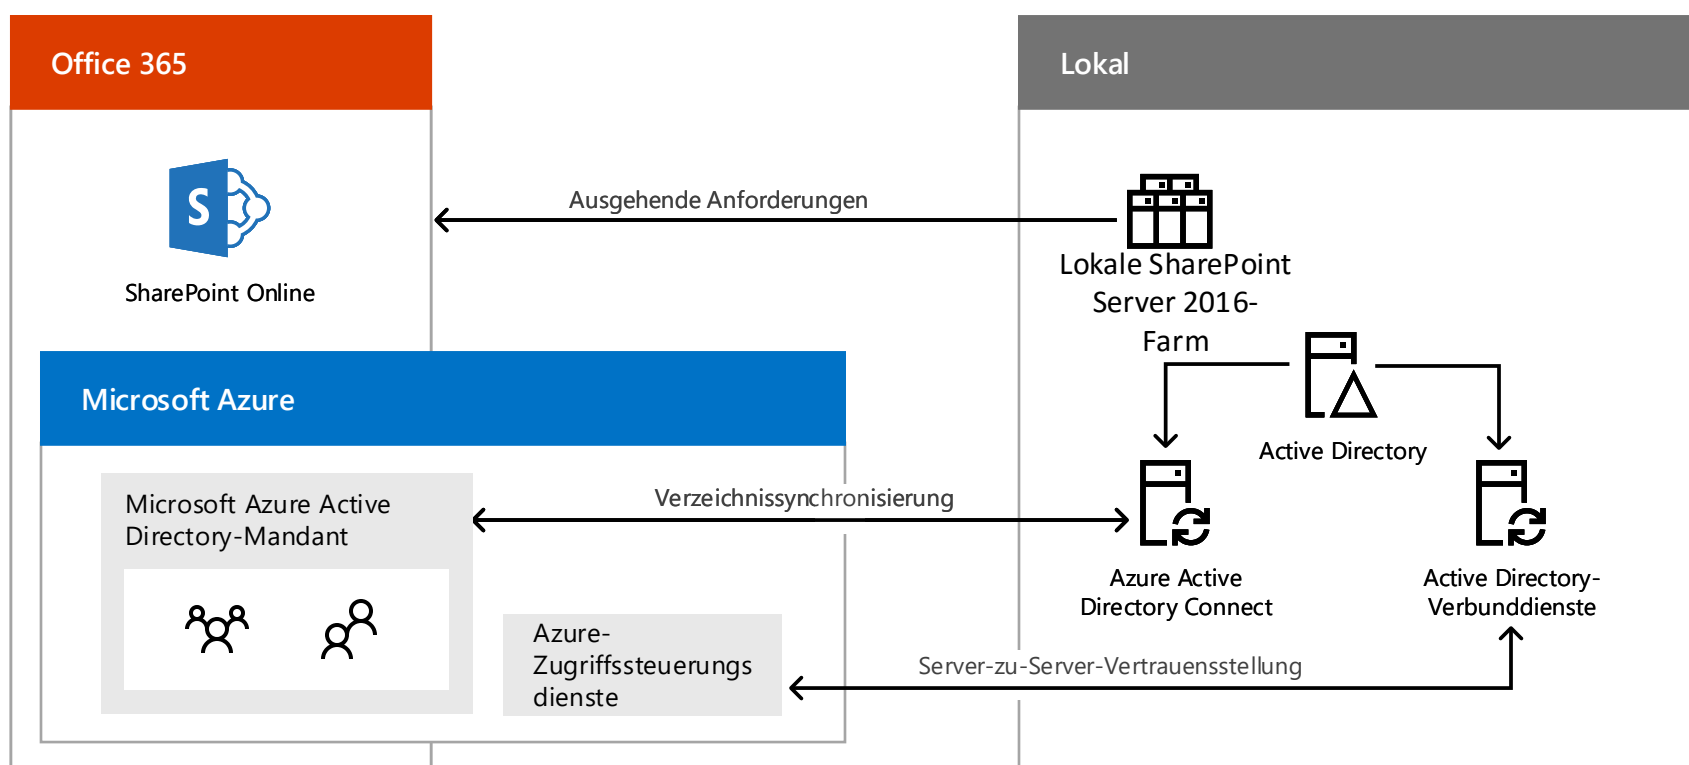 Office 365
Lokal
Ausgehende Anforderungen
S
SharePoint Online
Lokale SharePoint
Server 2016-
Farm
Microsoft Azure
Active Directory
Microsoft Azure Active
Directory-Mandant
Verzeichnissynchronisierung
Azure Active
Directory Connect
Active Directory-
Verbunddienste
Azure-
Zugriffssteuerungs
dienste
Server-zu-Server-Vertrauensstellung